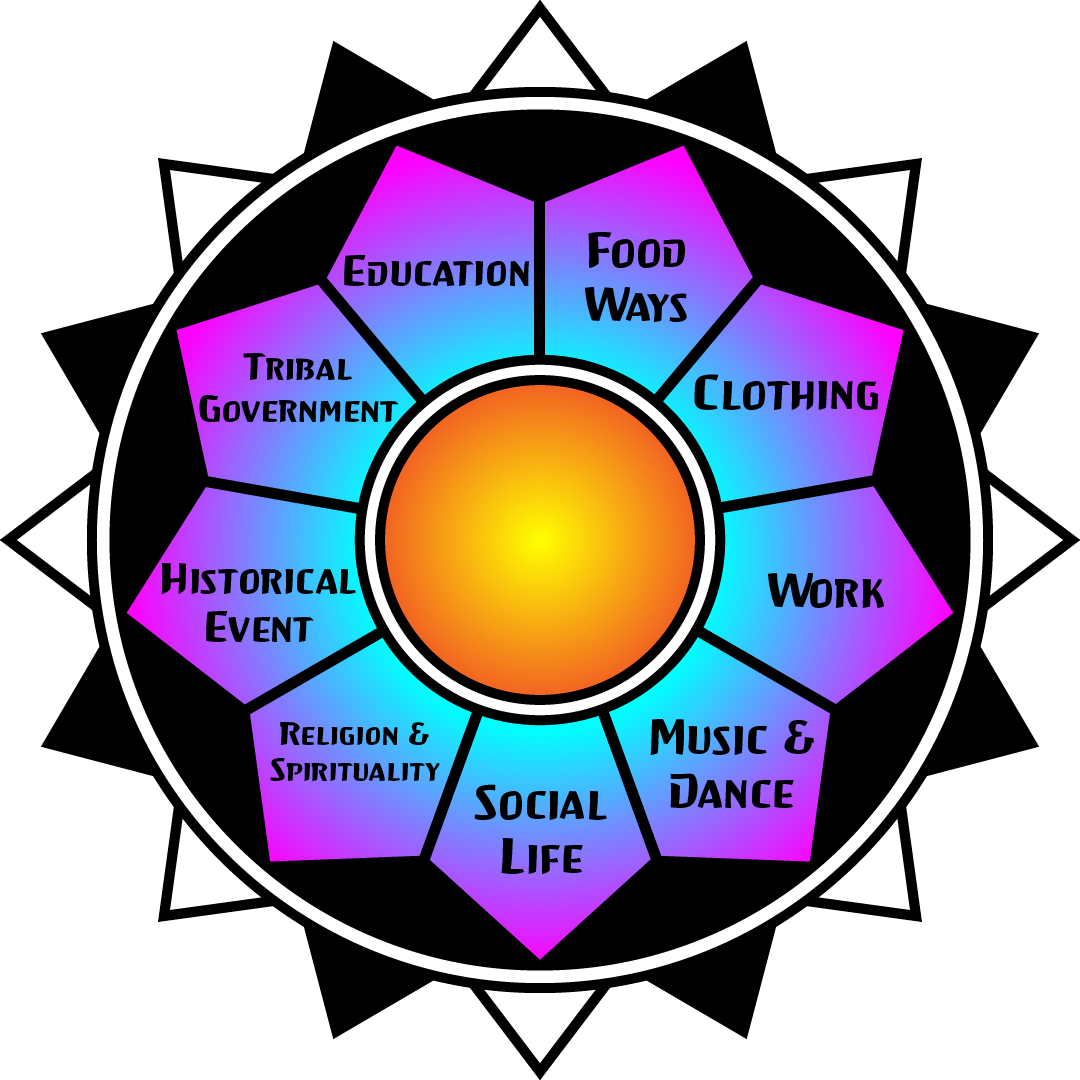 Food
Ways
Clothing
Work
Music &
Dance
Social
Life
Religion &
Spirituality
Historical
Event
Tribal
Government
Education